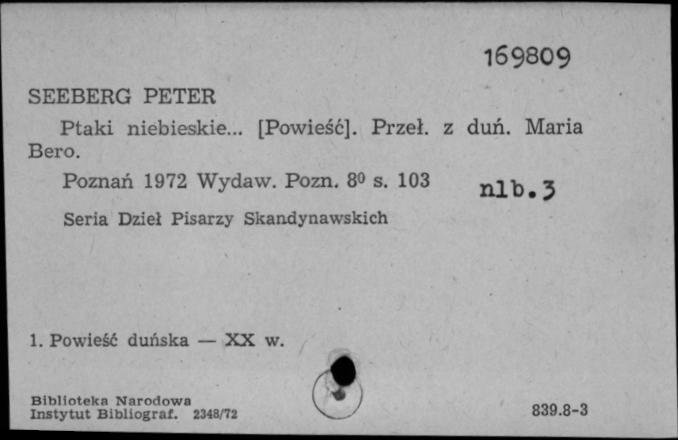 169809
SEEBERG PETER
Ptaki niebieskie... [Powieść]. Przeł. z duń. Maria
Bero.
Poznań 1972 Wydaw. Pozn. 8⁰ s. 103 nlb. 3
Seria Dzieł Pisarzy Skandynawskich
1. Powieść duńska — XX w.
Biblioteka Narodowa
Instytut Bibliograf. 2348/72 839.8-3